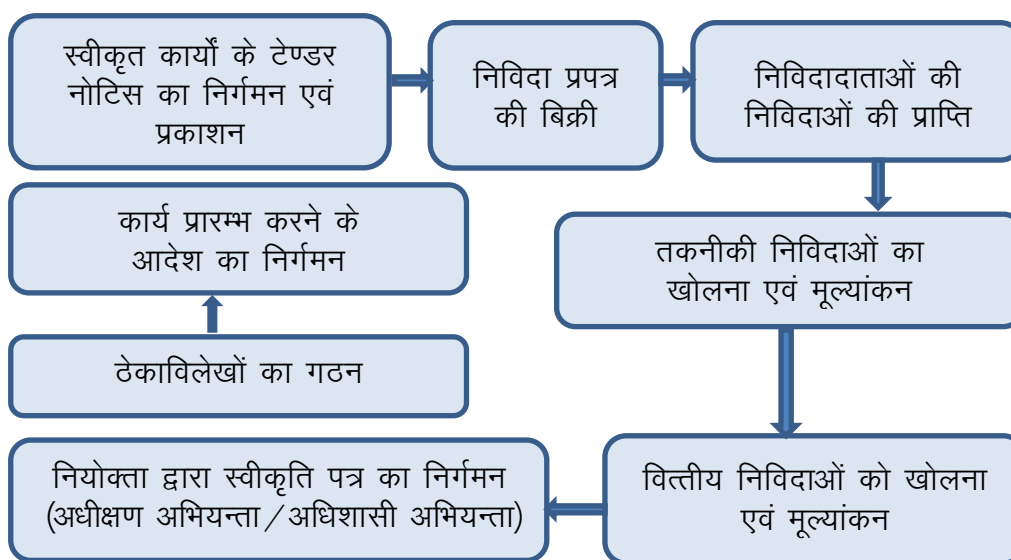 स्वीकृत कार्यों के टेण्डर
नोटिस का निर्गमन एवं
प्रकाशन
निविदा प्रपत्र
की बिक्री
निविदादाताओं की
निविदाओं की प्राप्ति
तकनीकी निविदाओं का
खोलना एवं मूल्यांकन
वित्तीय निविदाओं को खोलना
एवं मूल्यांकन
नियोक्ता द्वारा स्वीकृति पत्र का निर्गमन
(अधीक्षण अभियन्ता/अधिशासी अभियन्ता)
ठेकाविलेखों का गठन
कार्य प्रारम्भ करने के
आदेश का निर्गमन